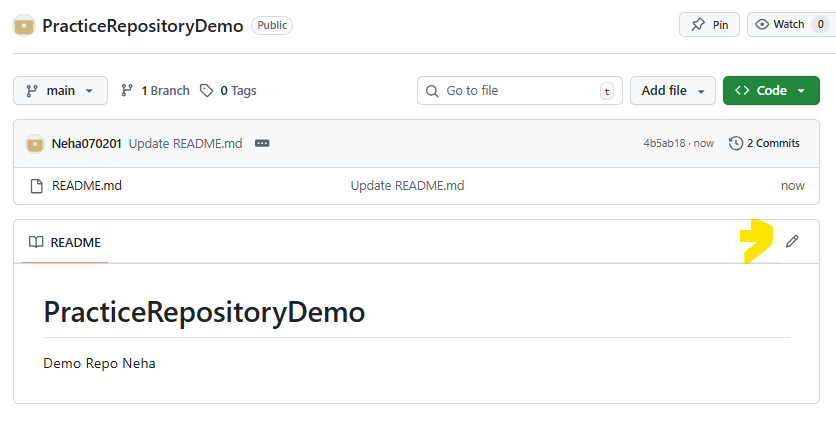 PracticeRepositoryDemo Public Pin Watch 0
main 1 Branch 0 Tags Go to file t Add file Code
Neha070201 Update README.md 4b5ab18 · now 2 Commits
README.md Update README.md now
README
PracticeRepositoryDemo
Demo Repo Neha